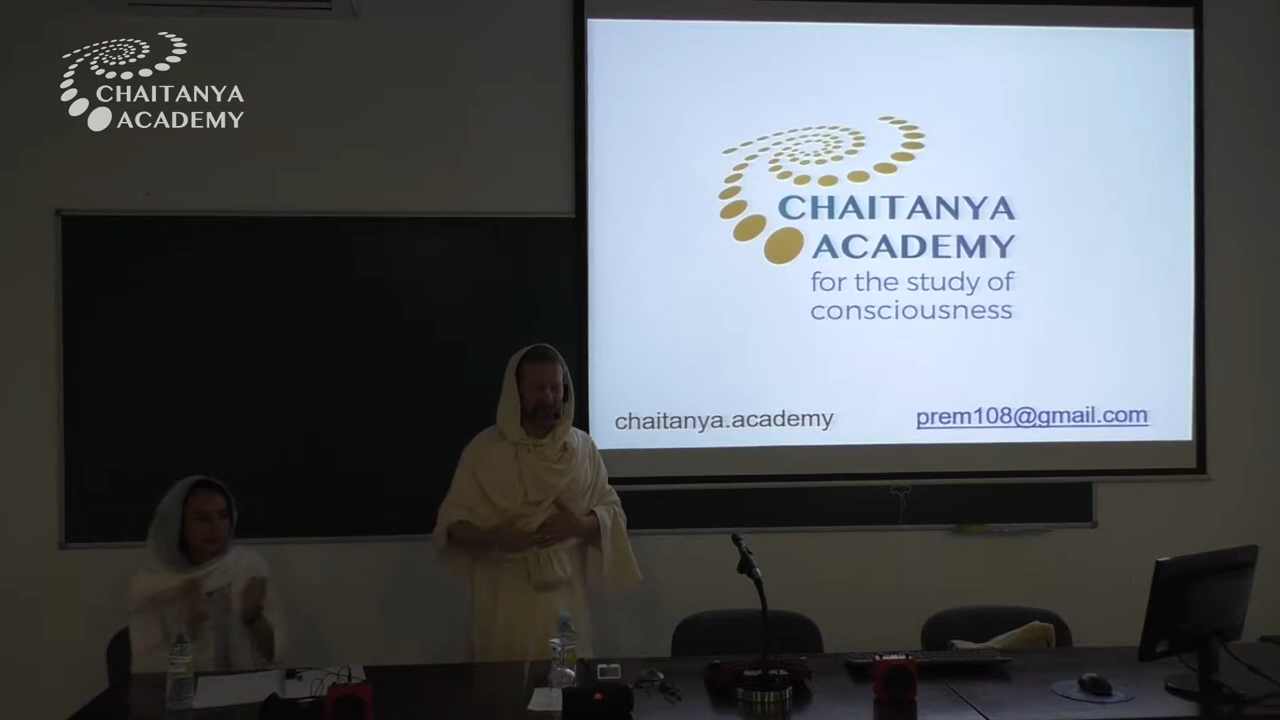 CHAITANYA
ACADEMY
CHAITANYA
ACADEMY
for the study of
consciousness
chaitanya.academy
prem108@gmail.com